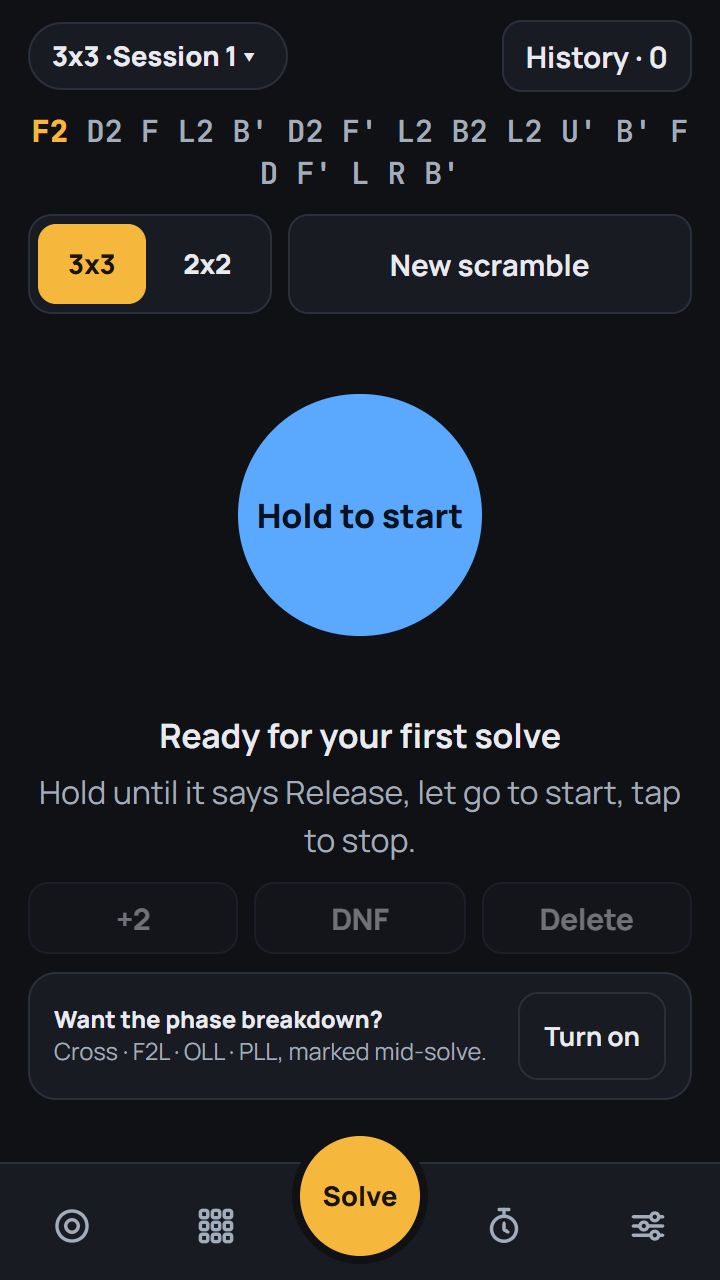 3x3 ·Session 1 ▾
History · 0
F2 D2 F L2 B' D2 F' L2 B2 L2 U' B' F
D F' L R B'
3x3
2x2
New scramble
Hold to start
Ready for your first solve
Hold until it says Release, let go to start, tap
to stop.
+2
DNF
Delete
Want the phase breakdown?
Cross · F2L · OLL · PLL, marked mid-solve.
Turn on
Solve